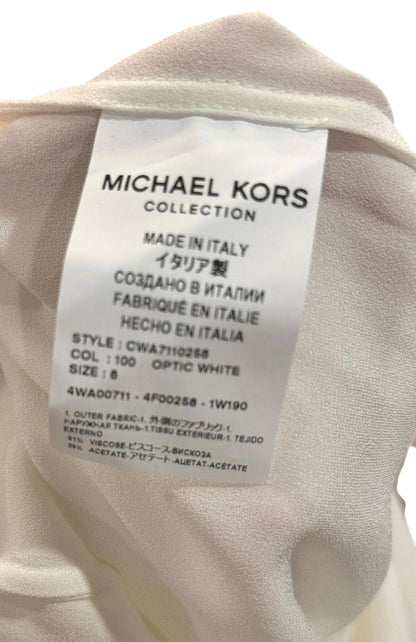 MICHAEL KORS
COLLECTION
MADE IN ITALY
イタリア製
СОЗДАНО В ИТАЛИИ
FABRIQUÉ EN ITALIE
HECHO EN ITALIA
STYLE : CWA7110258
COL : 100 OPTIC WHITE
SIZE : 8
4WA00711 - 4F00258 - 1W190
1. OUTER FABRIC-1. 外側のファブリック-1.
НАРУЖНАЯ ТКАНЬ-1.TISSU EXTERIEUR-1. TEJIDO
EXTERNO
61% VISCOSE-ビスコース-ВИСКОЗА
39% ACETATE-アセテート-АЦЕТАТ-ACÉTATE